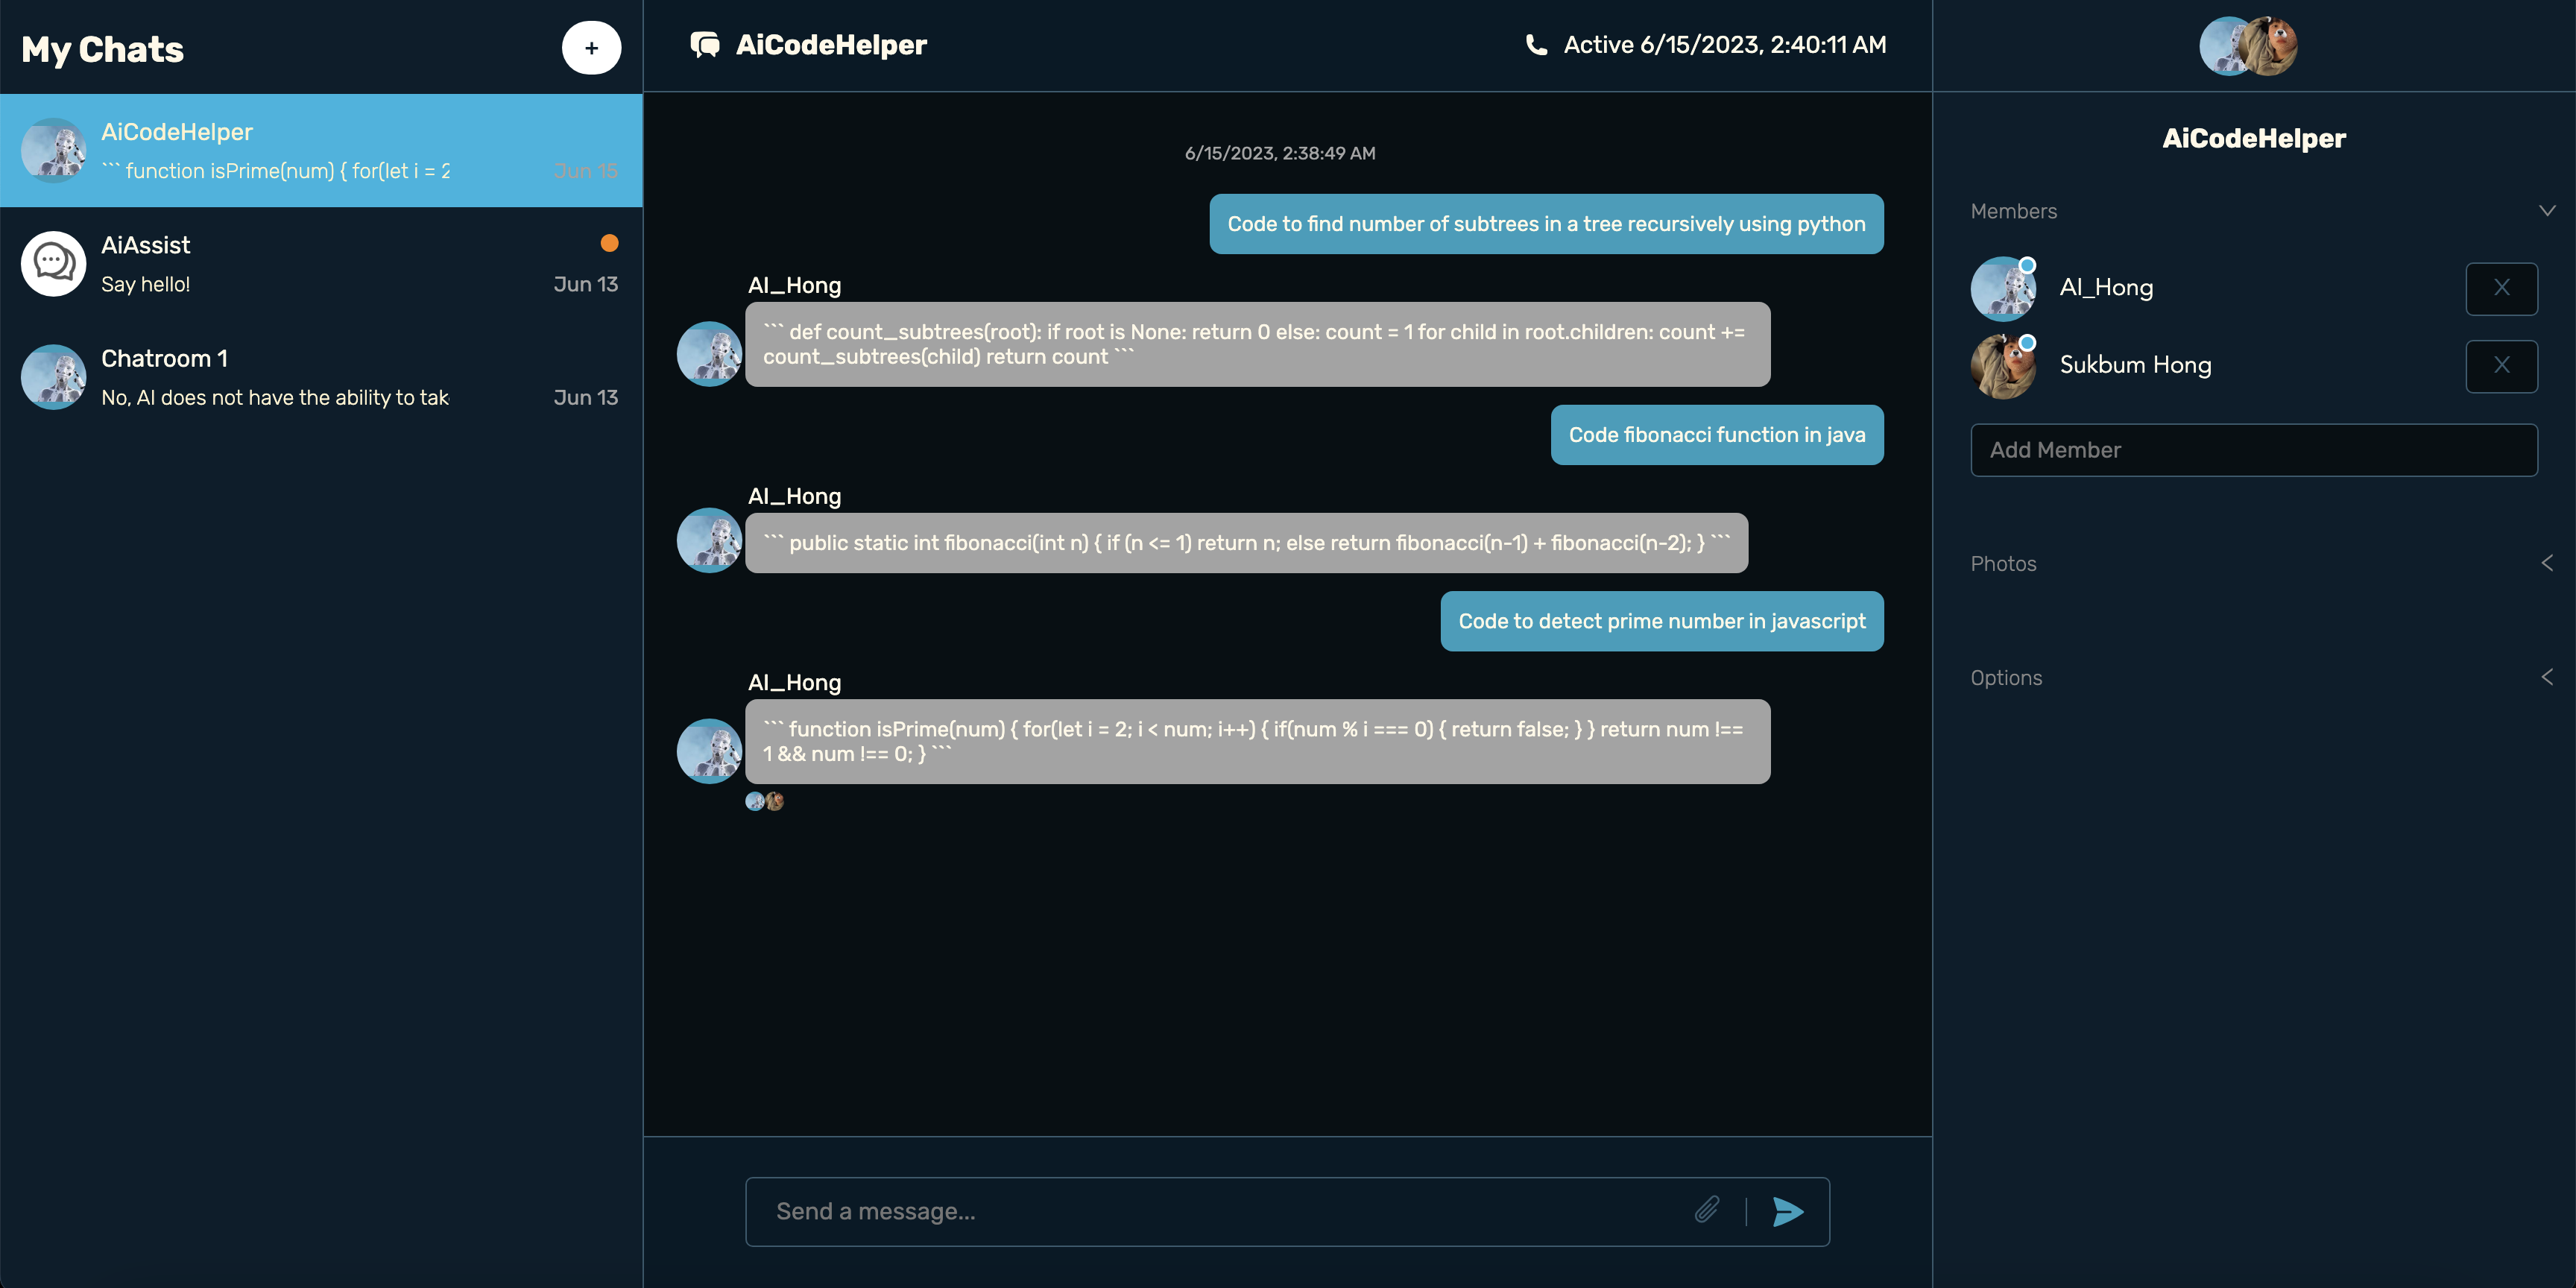 My Chats
+
AiCodeHelper
``` function isPrime(num) { for(let i = 2
Jun 15
AiAssist
Say hello!
Jun 13
Chatroom 1
No, AI does not have the ability to tak
Jun 13
AiCodeHelper
Active 6/15/2023, 2:40:11 AM
6/15/2023, 2:38:49 AM
Code to find number of subtrees in a tree recursively using python
AI_Hong
``` def count_subtrees(root): if root is None: return 0 else: count = 1 for child in root.children: count +=
count_subtrees(child) return count ```
Code fibonacci function in java
AI_Hong
``` public static int fibonacci(int n) { if (n <= 1) return n; else return fibonacci(n-1) + fibonacci(n-2); } ```
Code to detect prime number in javascript
AI_Hong
``` function isPrime(num) { for(let i = 2; i < num; i++) { if(num % i === 0) { return false; } } return num !==
1 && num !== 0; } ```
Send a message...
AiCodeHelper
Members
AI_Hong
X
Sukbum Hong
X
Add Member
Photos
Options